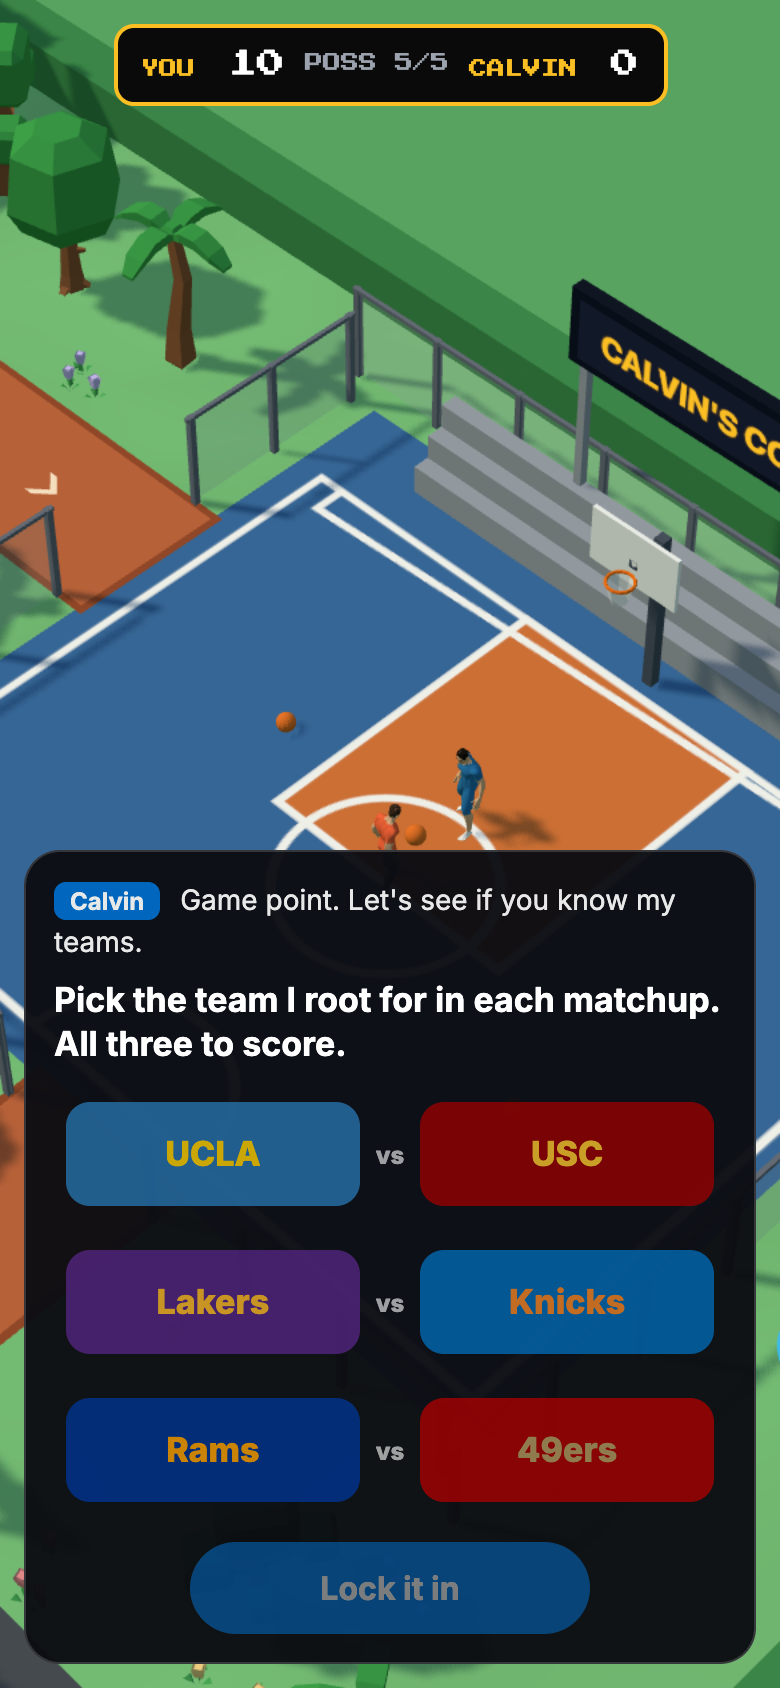 YOU 10 POSS 5/5 CALVIN 0
CALVIN'S
Calvin Game point. Let's see if you know my
teams.
Pick the team I root for in each matchup.
All three to score.
UCLA vs USC
Lakers vs Knicks
Rams vs 49ers
Lock it in